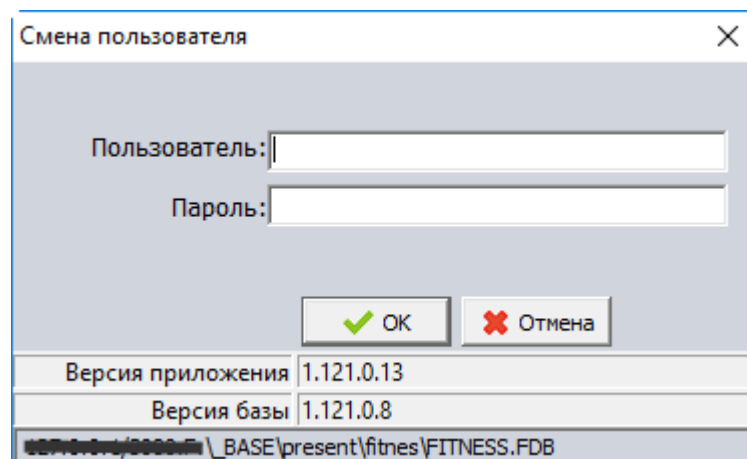 Смена пользователя
Пользователь:
Пароль:
OK Отмена
Версия приложения 1.121.0.13
Версия базы 1.121.0.8
\_BASE\present\fitnes\FITNESS.FDB